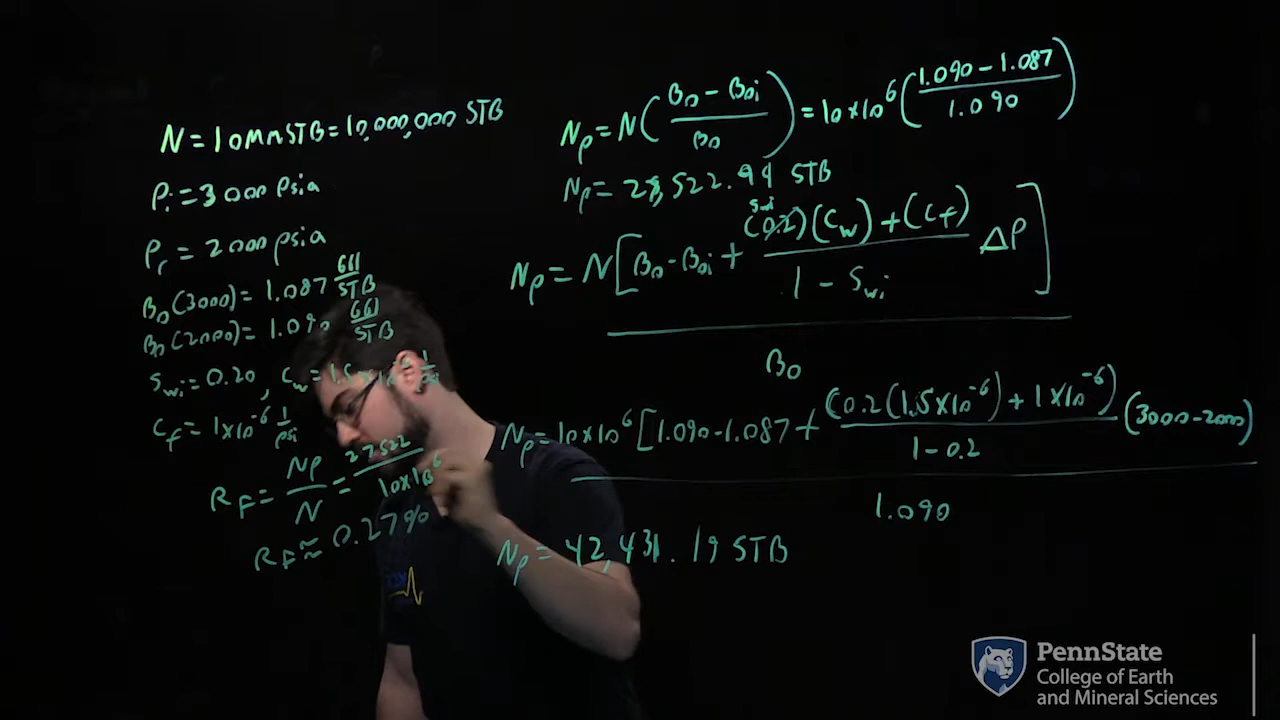 N = 10MMSTB = 10,000,000 STB
Pi = 3000 psia
Pr = 2000 psia
Bo (3000) = 1.087 bbl/STB
Bo (2000) = 1.090 bbl/STB
Swi = 0.20 , Cw =
Cf = 1x10^-6 1/psi
RF = Np/N = 27522/10x10^6
RF ≈ 0.27%
Np = N((Bo - Boi)/Bo) = 10x10^6((1.090 - 1.087)/1.090)
Np = 27,522.94 STB
Swi
Np = N[Bo - Boi + ((0.2)(Cw) + (Cf))/(1 - Swi) ΔP]
Bo
Np = 10x10^6[1.090-1.087 + (0.2(1.5x10^-6) + 1x10^-6)/(1-0.2) (3000-2000)
1.090
Np = 42,431.19 STB
PennState
College of Earth
and Mineral Sciences